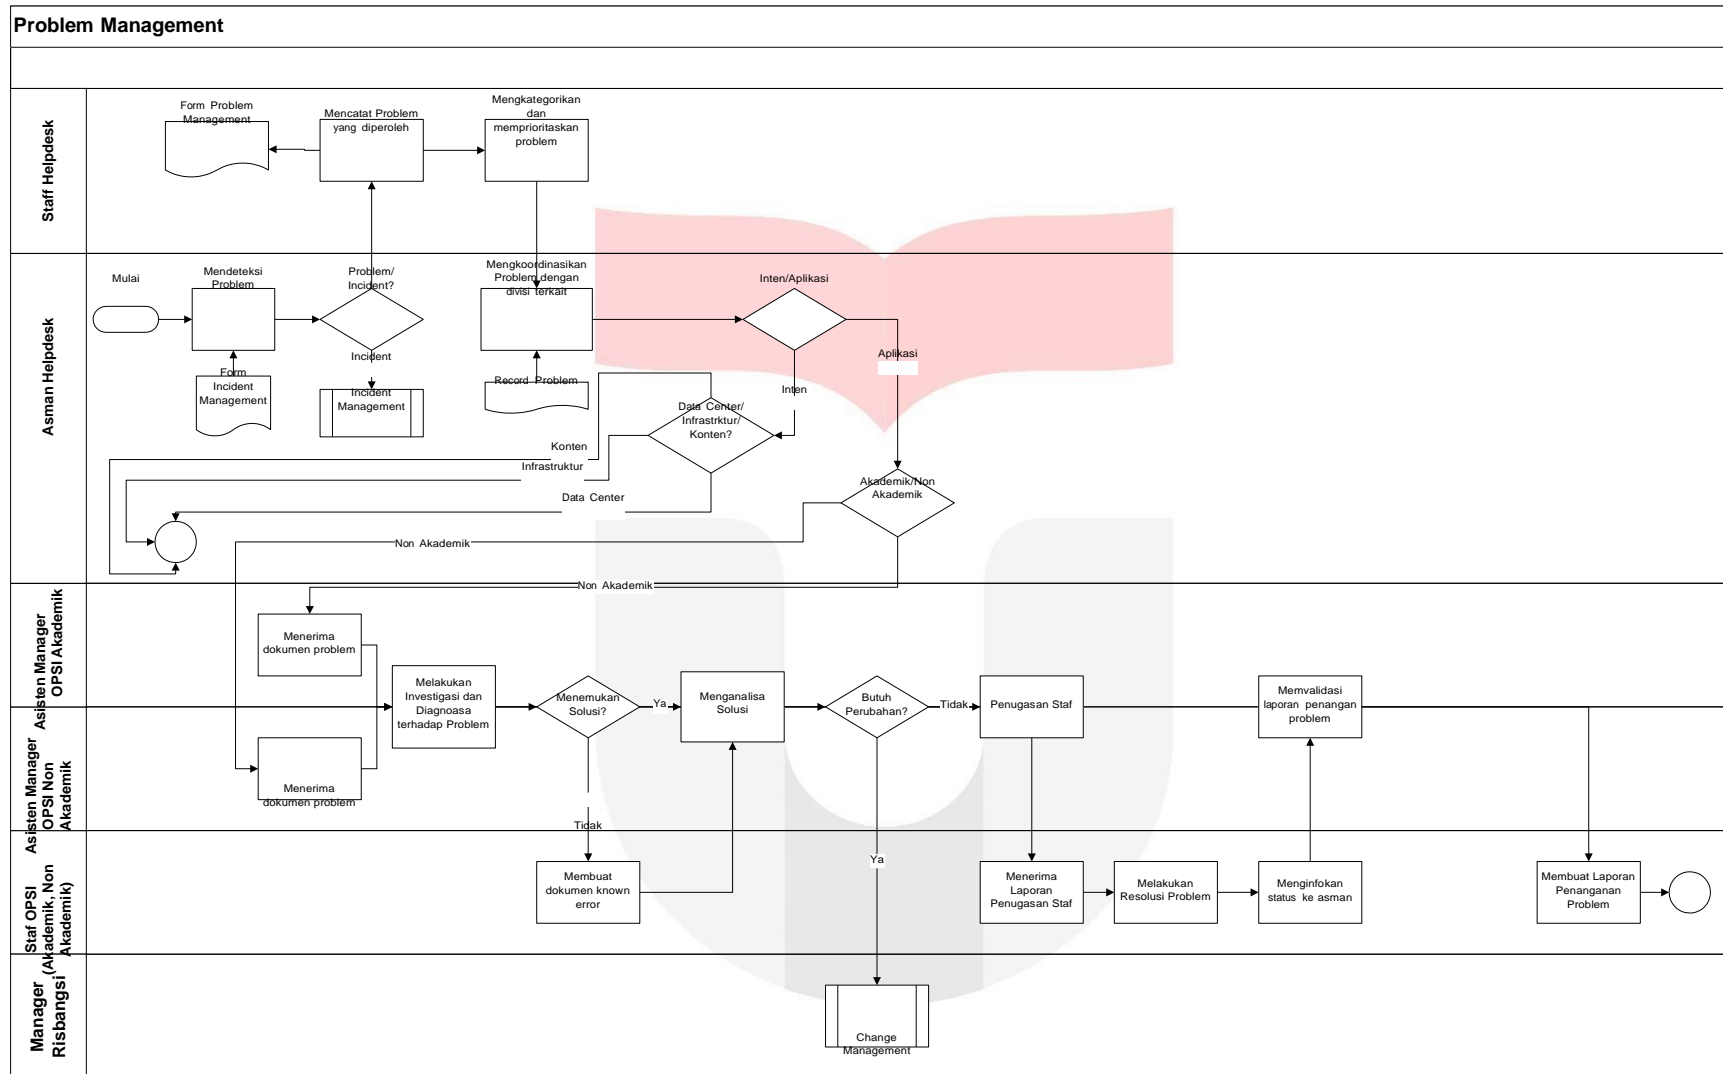 Problem Management
Staff Helpdesk
Form Problem
Management
Mencatat Problem
yang diperoleh
Mengkategorikan
dan
memprioritaskan
problem
Asman Helpdesk
Mulai
Mendeteksi
Problem
Problem/
Incident?
Mengkoordinasikan
Problem dengan
divisi terkait
Inten/Aplikasi
Incident
Aplikasi
Form
Incident
Management
Incident
Management
Record Problem
Inten
Data Center/
Infrastrktur/
Konten?
Konten
Infrastruktur
Data Center
Akademik/Non
Akademik
Non Akademik
Non Akademik
Asisten Manager
OPSI Akademik
Menerima
dokumen problem
Melakukan
Investigasi dan
Diagnoasa
terhadap Problem
Menemukan
Solusi?
Ya
Menganalisa
Solusi
Butuh
Perubahan?
Tidak
Penugasan Staf
Memvalidasi
laporan penangan
problem
Asisten Manager
OPSI Non
Akademik
Menerima
dokumen problem
Tidak
Staf OPSI
(Akademik, Non
Akademik)
Membuat
dokumen known
error
Ya
Menerima
Laporan
Penugasan Staf
Melakukan
Resolusi Problem
Menginfokan
status ke asman
Membuat Laporan
Penanganan
Problem
Manager
Risbangsi
Change
Management